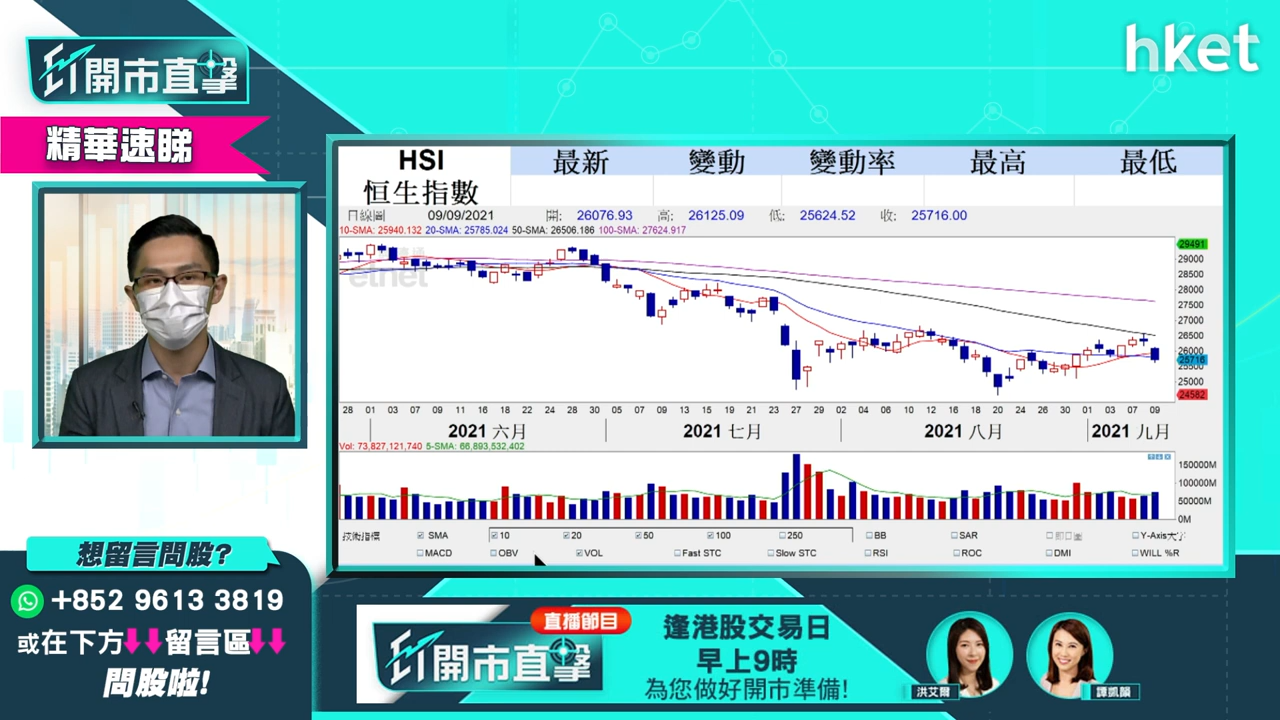 hket
ET開市直擊
精華速睇
HSI
恒生指數
最新
變動
變動率
最高
最低
日線圖 09/09/2021 開: 26076.93 高: 26125.09 低: 25624.52 收: 25716.00
10-SMA: 25940.132 20-SMA: 25785.024 50-SMA: 26506.186 100-SMA: 27624.917
etnet
29491
29000
28500
28000
27500
27000
26500
26000
25716
25500
25000
24582
28 01 03 07 09 11 16 18 22 24 28 30 05 07 09 13 15 19 21 23 27 29 02 04 06 10 12 16 18 20 24 26 30 01 03 07 09
2021 六月 2021 七月 2021 八月 2021 九月
Vol: 73,827,121,740 5-SMA: 66,893,532,402
150000M
100000M
50000M
0M
技術指標 SMA 10 20 50 100 250 BB SAR Y-Axis大字
MACD OBV VOL Fast STC Slow STC RSI ROC DMI WILL %R
想留言問股?
+852 9613 3819
或在下方留言區
問股啦!
ET開市直擊
直播節目
逢港股交易日
早上9時
為您做好開市準備!
洪艾爾
譚凱韻